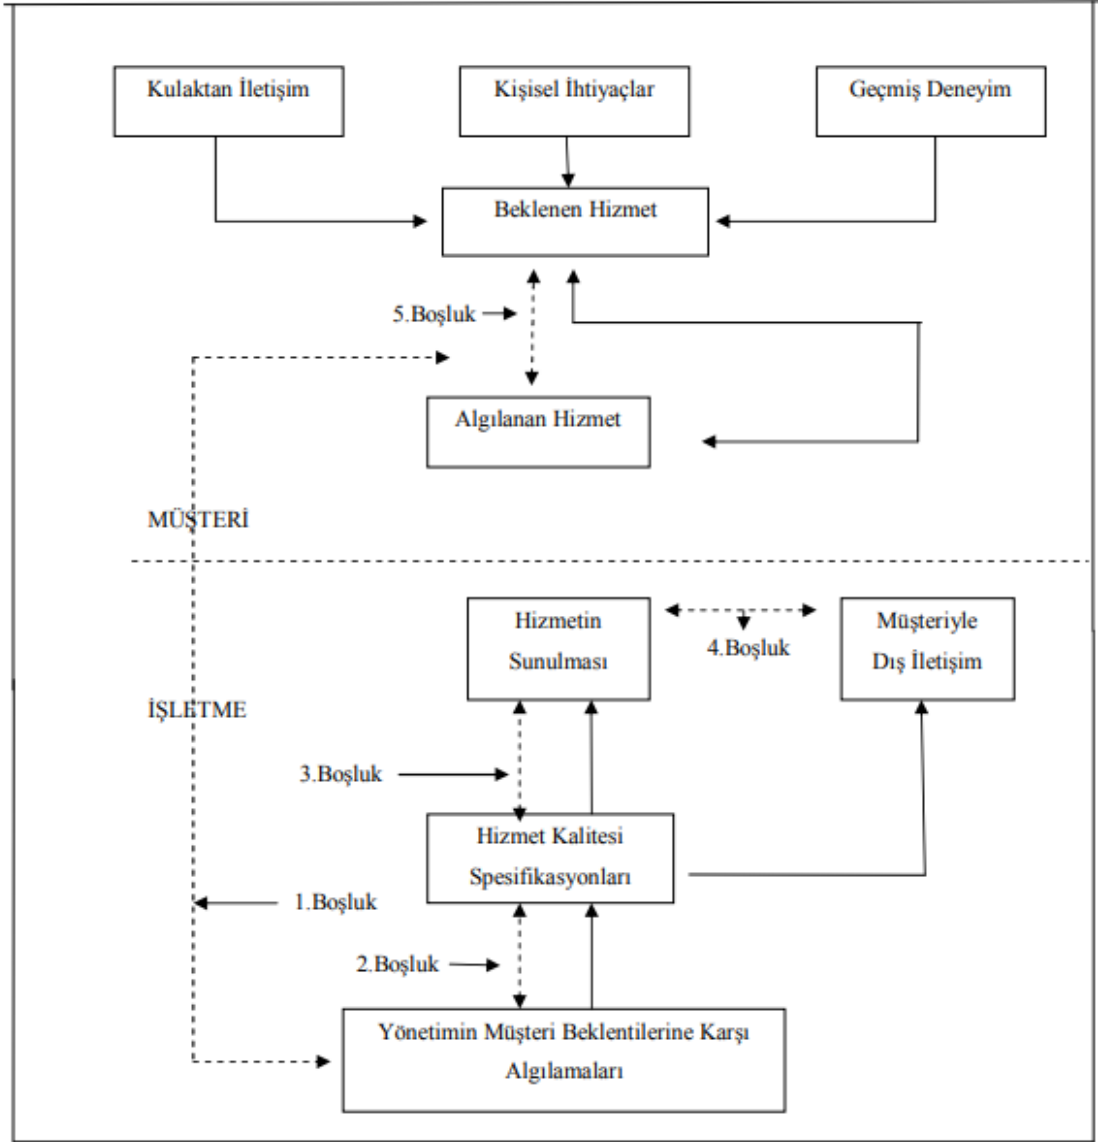 Kulaktan İletişim
Kişisel İhtiyaçlar
Geçmiş Deneyim
Beklenen Hizmet
5.Boşluk
Algılanan Hizmet
MÜŞTERİ
Hizmetin
Sunulması
4.Boşluk
Müşteriyle
Dış İletişim
İŞLETME
3.Boşluk
Hizmet Kalitesi
Spesifikasyonları
1.Boşluk
2.Boşluk
Yönetimin Müşteri Beklentilerine Karşı
Algılamaları